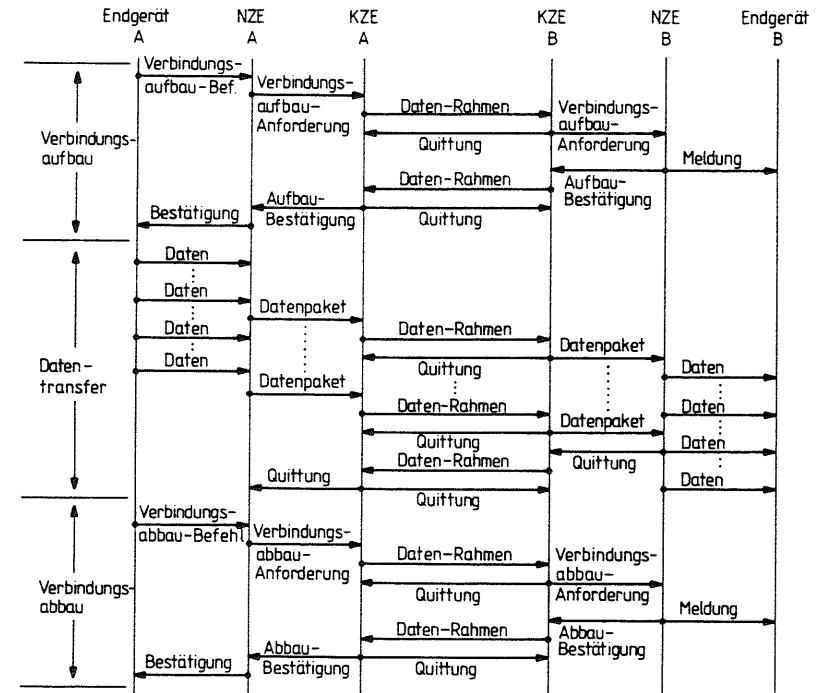 Endgerät NZE KZE KZE NZE Endgerät
A A A B B B
Verbindungs-
aufbau
Verbindungs-
aufbau-Bef.
Verbindungs-
aufbau-
Anforderung
Daten-Rahmen
Quittung
Verbindungs-
aufbau-
Anforderung
Meldung
Daten-Rahmen
Aufbau-
Bestätigung
Aufbau-
Bestätigung
Quittung
Bestätigung
Daten-
transfer
Daten
Daten
Datenpaket
Daten
Daten-Rahmen
Datenpaket
Quittung
Daten
Daten
Datenpaket
Daten-Rahmen
Daten
Datenpaket
Quittung
Daten
Daten-Rahmen
Quittung
Quittung
Quittung
Daten
Verbindungs-
abbau
Verbindungs-
abbau-Befehl
Verbindungs-
abbau-
Anforderung
Daten-Rahmen
Quittung
Verbindungs-
abbau-
Anforderung
Meldung
Daten-Rahmen
Abbau-
Bestätigung
Abbau-
Bestätigung
Quittung
Bestätigung